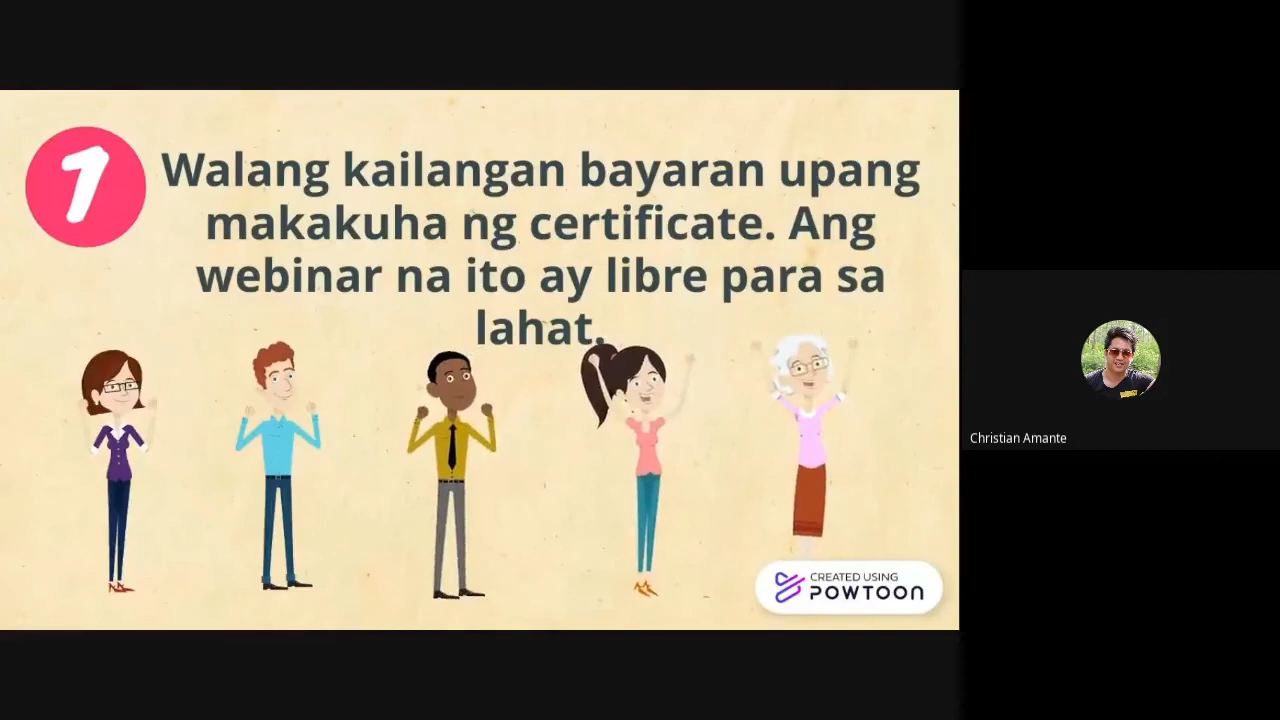 1
Walang kailangan bayaran upang
makakuha ng certificate. Ang
webinar na ito ay libre para sa
lahat.
CREATED USING
POWTOON
Christian Amante